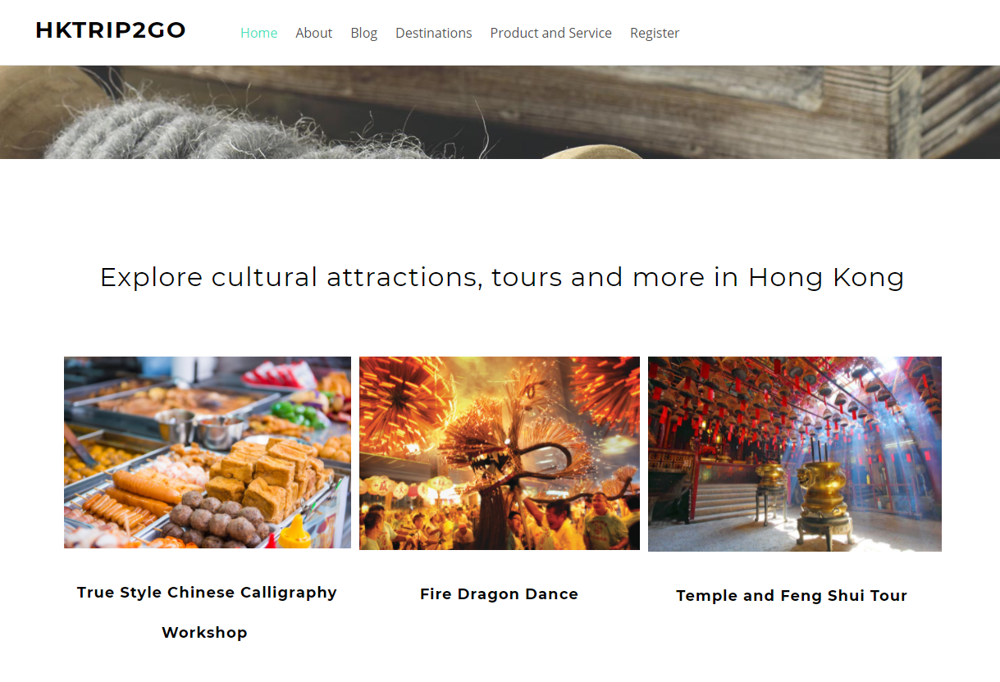 HKTRIP2GO
Home About Blog Destinations Product and Service Register
Explore cultural attractions, tours and more in Hong Kong
True Style Chinese Calligraphy
Workshop
Fire Dragon Dance
Temple and Feng Shui Tour